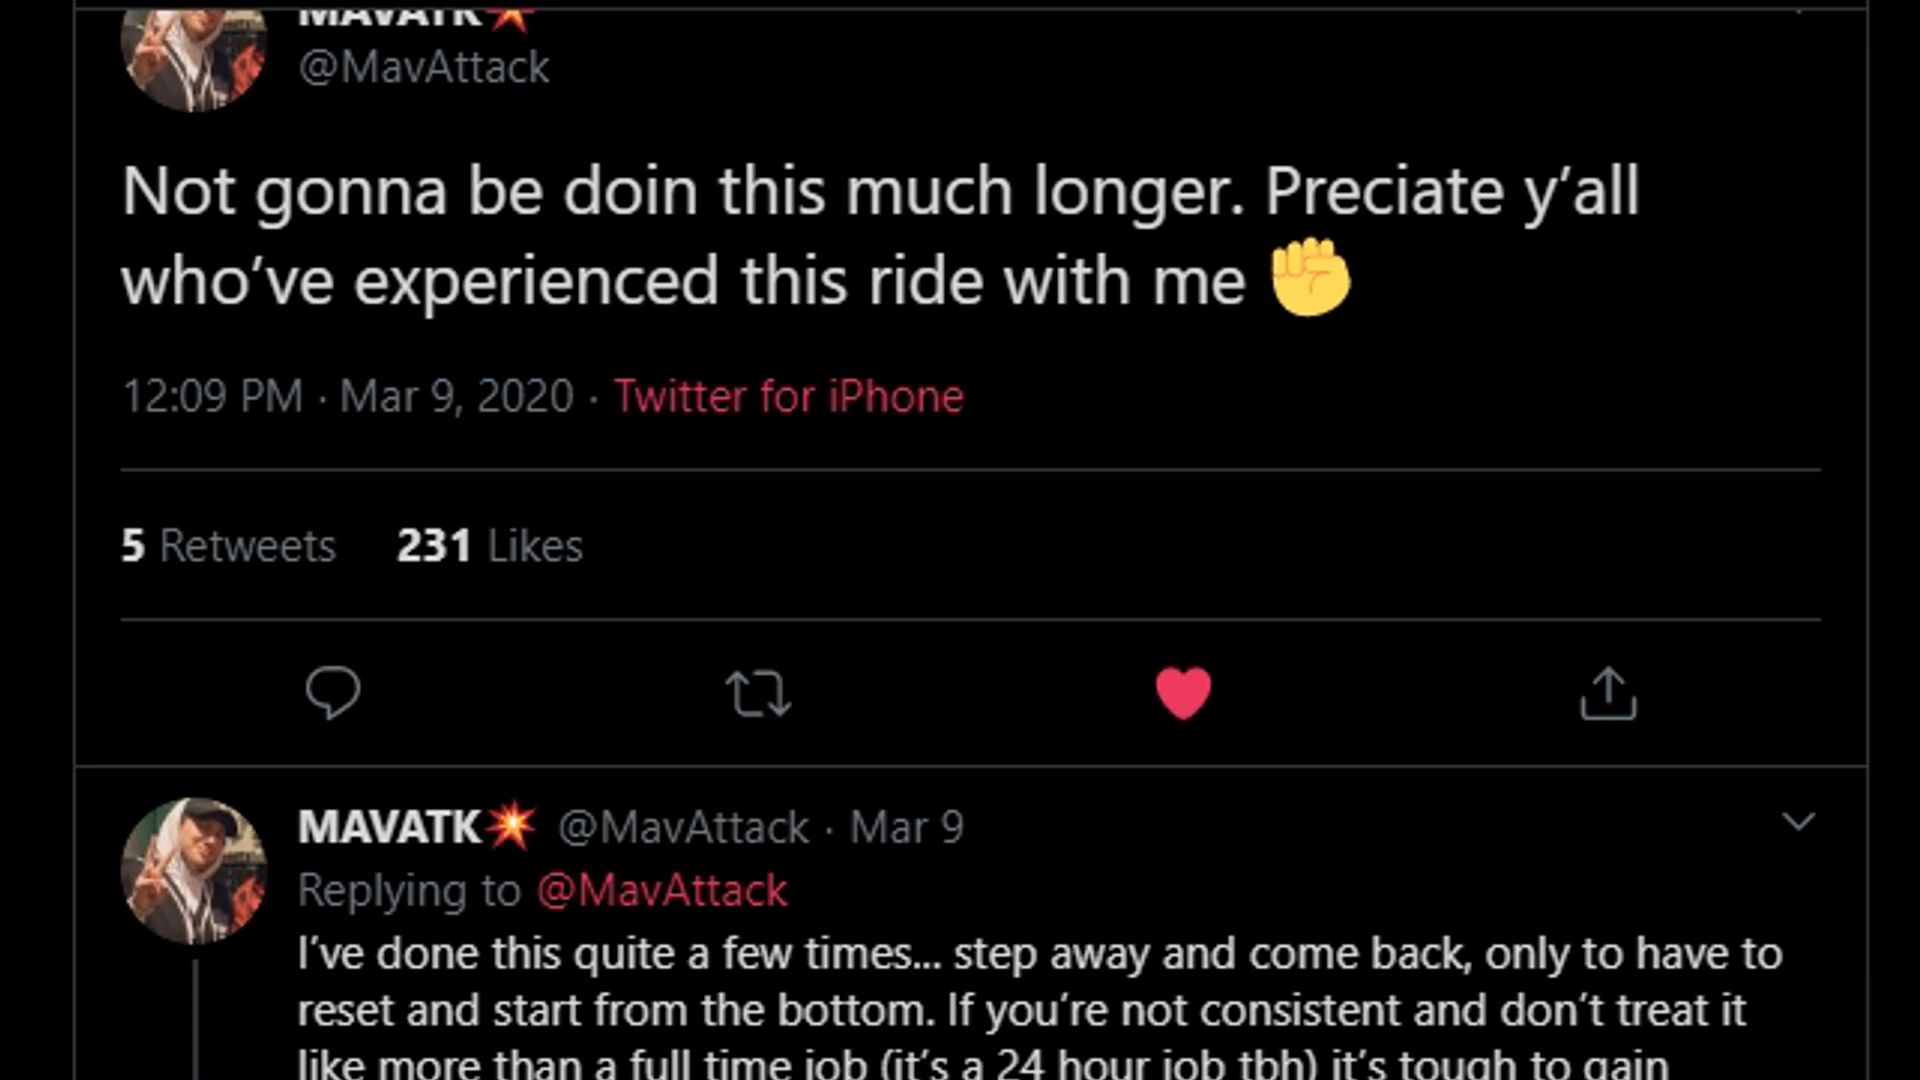 MAVATK💥
@MavAttack
Not gonna be doin this much longer. Preciate y’all
who’ve experienced this ride with me ✊
12:09 PM · Mar 9, 2020 · Twitter for iPhone
5 Retweets 231 Likes
MAVATK💥 @MavAttack · Mar 9
Replying to @MavAttack
I’ve done this quite a few times... step away and come back, only to have to
reset and start from the bottom. If you’re not consistent and don’t treat it
like more than a full time job (it’s a 24 hour job tbh) it’s tough to gain